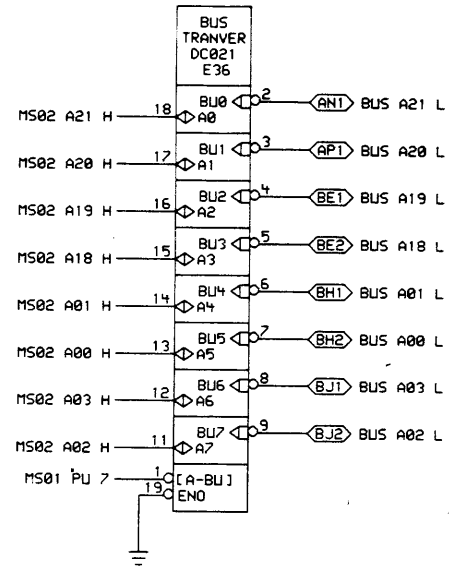 BUS
TRANVER
DC021
E36
BU0 2 AN1 BUS A21 L
MS02 A21 H 18 A0
BU1 3 AP1 BUS A20 L
MS02 A20 H 17 A1
BU2 4 BE1 BUS A19 L
MS02 A19 H 16 A2
BU3 5 BE2 BUS A18 L
MS02 A18 H 15 A3
BU4 6 BH1 BUS A01 L
MS02 A01 H 14 A4
BU5 7 BH2 BUS A00 L
MS02 A00 H 13 A5
BU6 8 BJ1 BUS A03 L
MS02 A03 H 12 A6
BU7 9 BJ2 BUS A02 L
MS02 A02 H 11 A7
MS01 PU 7 1 [A-BU]
19 ENO